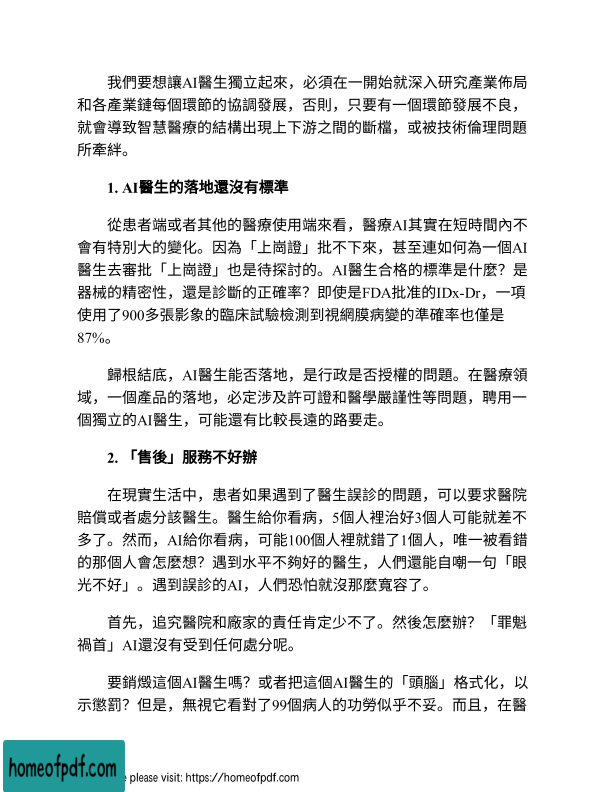 我們要想讓AI醫生獨立起來，必須在一開始就深入研究產業佈局
和各產業鏈每個環節的協調發展，否則，只要有一個環節發展不良，
就會導致智慧醫療的結構出現上下游之間的斷檔，或被技術倫理問題
所牽絆。
1. AI醫生的落地還沒有標準
從患者端或者其他的醫療使用端來看，醫療AI其實在短時間內不
會有特別大的變化。因為「上崗證」批不下來，甚至連如何為一個AI
醫生去審批「上崗證」也是待探討的。AI醫生合格的標準是什麼？是
器械的精密性，還是診斷的正確率？即使是FDA批准的IDx-Dr，一項
使用了900多張影象的臨床試驗檢測到視網膜病變的準確率也僅是
87%。
歸根結底，AI醫生能否落地，是行政是否授權的問題。在醫療領
域，一個產品的落地，必定涉及許可證和醫學嚴謹性等問題，聘用一
個獨立的AI醫生，可能還有比較長遠的路要走。
2. 「售後」服務不好辦
在現實生活中，患者如果遇到了醫生誤診的問題，可以要求醫院
賠償或者處分該醫生。醫生給你看病，5個人裡治好3個人可能就差不
多了。然而，AI給你看病，可能100個人裡就錯了1個人，唯一被看錯
的那個人會怎麼想？遇到水平不夠好的醫生，人們還能自嘲一句「眼
光不好」。遇到誤診的AI，人們恐怕就沒那麼寬容了。
首先，追究醫院和廠家的責任肯定少不了。然後怎麼辦？「罪魁
禍首」AI還沒有受到任何處分呢。
要銷燬這個AI醫生嗎？或者把這個AI醫生的「頭腦」格式化，以
示懲罰？但是，無視它看對了99個病人的功勞似乎不妥。而且，在醫
homeofpdf.com
e please visit: https://homeofpdf.com